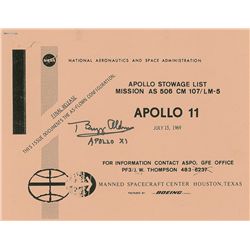 NASA
NATIONAL AERONAUTICS AND SPACE ADMINISTRATION
APOLLO STOWAGE LIST
MISSION AS 506 CM 107/LM-5
FINAL RELEASE
THIS ISSUE DOCUMENTS THE AS-FLOWN CONFIGURATION.
APOLLO 11
JULY 15, 1969
Buzz Aldrin
APOLLO XI
FOR INFORMATION CONTACT ASPO, GFE OFFICE
PF3/J. W. THOMPSON 483-6237
MANNED SPACECRAFT CENTER HOUSTON, TEXAS
PREPARED BY BOEING